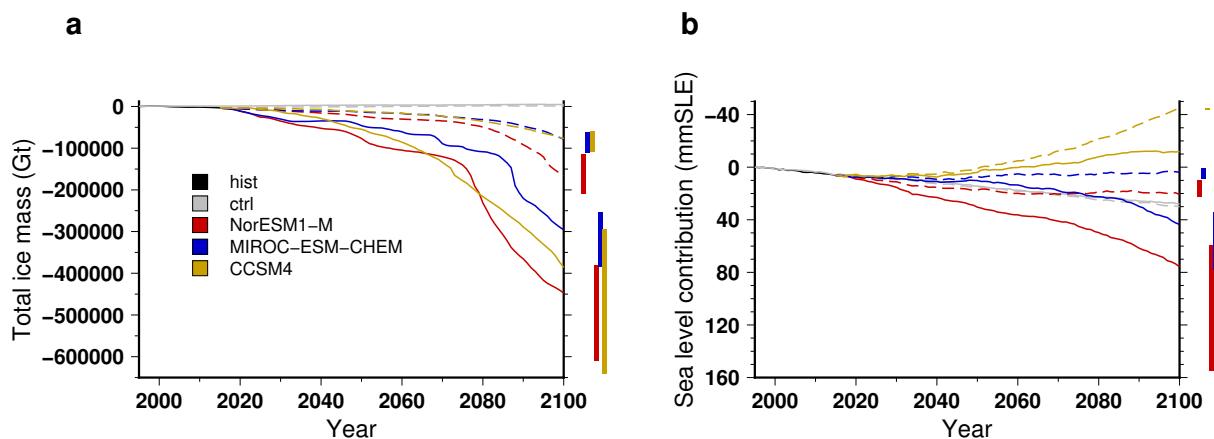 a
Total ice mass (Gt)
0
−100000
−200000
−300000
−400000
−500000
−600000
hist
ctrl
NorESM1−M
MIROC−ESM−CHEM
CCSM4
2000
2020
2040
2060
2080
2100
Year
b
Sea level contribution (mmSLE)
−40
0
40
80
120
160
2000
2020
2040
2060
2080
2100
Year